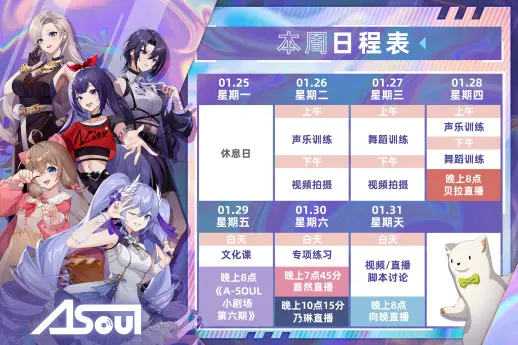 本周日程表
01.25
星期一
01.26
星期二
01.27
星期三
01.28
星期四
休息日
上午
声乐训练
下午
视频拍摄
上午
舞蹈训练
下午
视频拍摄
上午
声乐训练
下午
舞蹈训练
晚上8点
贝拉直播
01.29
星期五
01.30
星期六
01.31
星期天
白天
文化课
晚上8点
《A-SOUL
小剧场
第六期》
白天
专项练习
晚上7点45分
嘉然直播
晚上10点15分
乃琳直播
白天
视频/直播
脚本讨论
晚上8点
向晚直播
ASoul